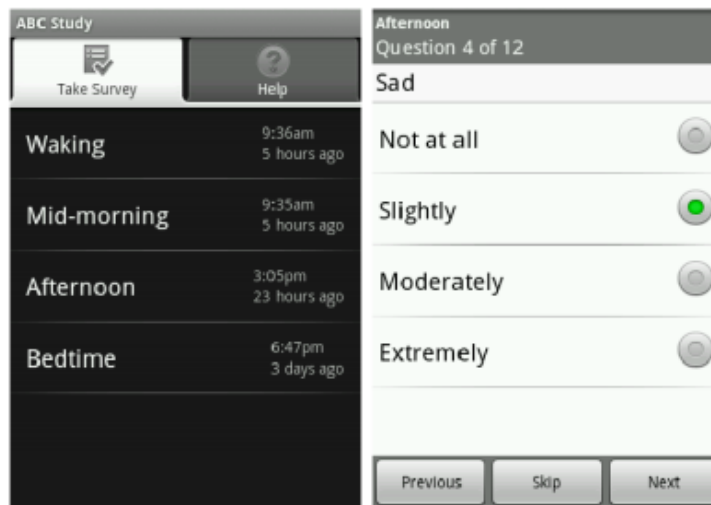 ABC Study
Take Survey
Help
Waking
9:36am
5 hours ago
Mid-morning
9:35am
5 hours ago
Afternoon
3:05pm
23 hours ago
Bedtime
6:47pm
3 days ago
Afternoon
Question 4 of 12
Sad
Not at all
Slightly
Moderately
Extremely
Previous
Skip
Next